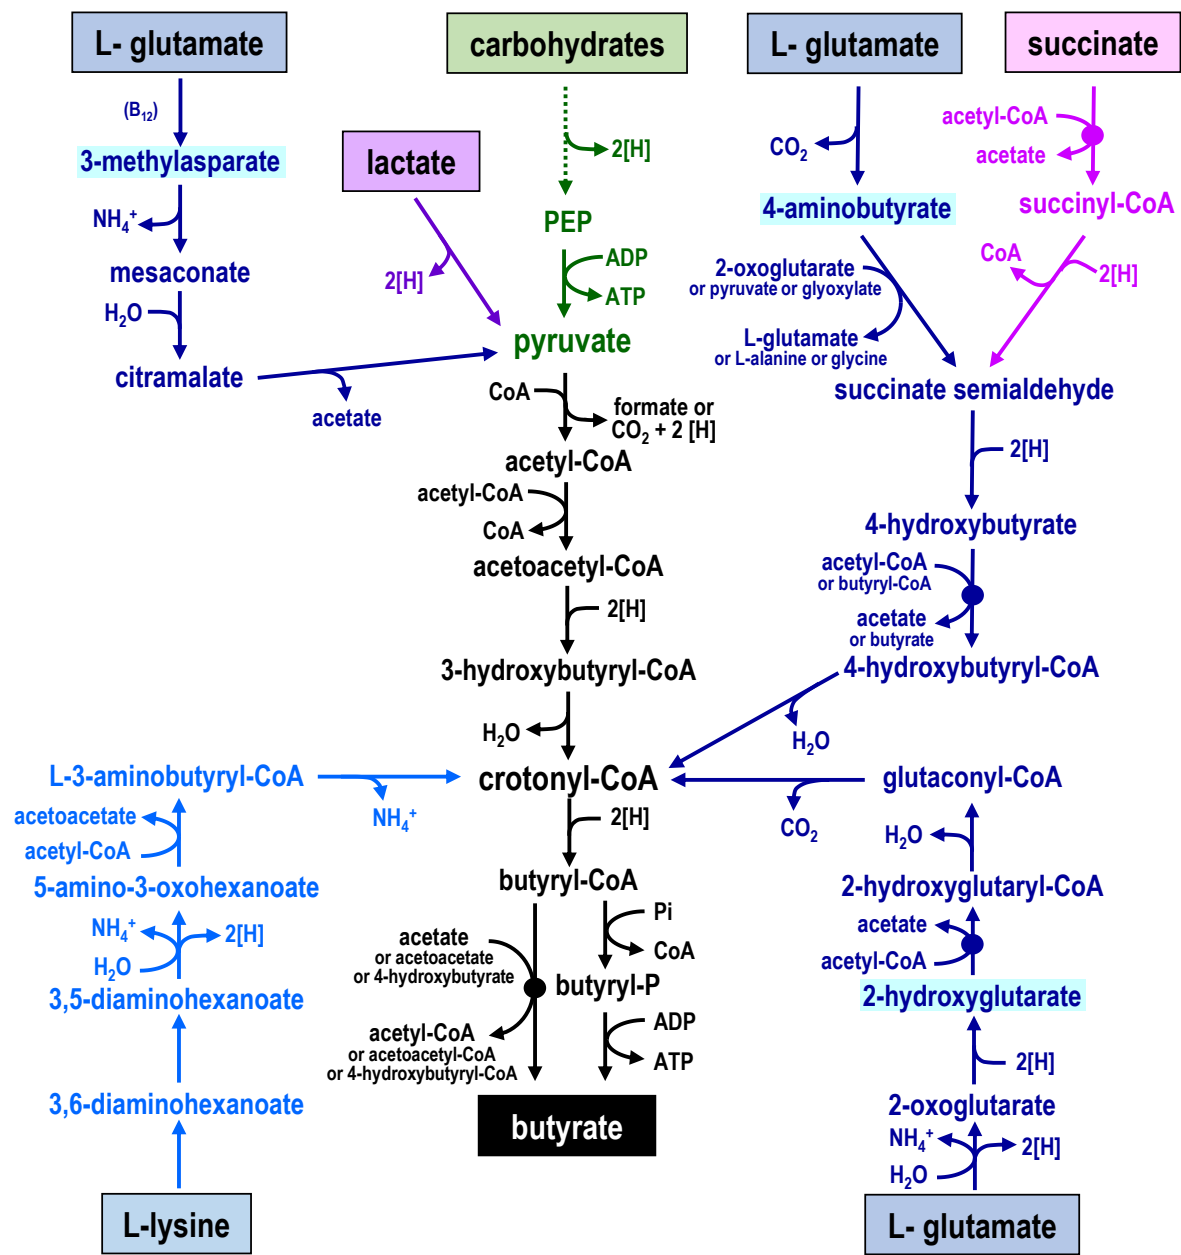 L- glutamate
carbohydrates
L- glutamate
succinate
(B12)
3-methylasparate
NH4+
mesaconate
H2O
citramalate
acetate
lactate
2[H]
2[H]
PEP
ADP
ATP
pyruvate
CoA
formate or
CO2 + 2 [H]
acetyl-CoA
acetyl-CoA
CoA
acetoacetyl-CoA
2[H]
3-hydroxybutyryl-CoA
H2O
crotonyl-CoA
2[H]
butyryl-CoA
acetate
or acetoacetate
or 4-hydroxybutyrate
acetyl-CoA
or acetoacetyl-CoA
or 4-hydroxybutyryl-CoA
Pi
CoA
butyryl-P
ADP
ATP
butyrate
CO2
4-aminobutyrate
2-oxoglutarate
or pyruvate or glyoxylate
L-glutamate
or L-alanine or glycine
acetyl-CoA
acetate
succinyl-CoA
CoA
2[H]
succinate semialdehyde
2[H]
4-hydroxybutyrate
acetyl-CoA
or butyryl-CoA
acetate
or butyrate
4-hydroxybutyryl-CoA
H2O
glutaconyl-CoA
CO2
H2O
2-hydroxyglutaryl-CoA
acetate
acetyl-CoA
2-hydroxyglutarate
2[H]
2-oxoglutarate
NH4+
2[H]
H2O
L- glutamate
L-3-aminobutyryl-CoA
NH4+
acetoacetate
acetyl-CoA
5-amino-3-oxohexanoate
NH4+
2[H]
H2O
3,5-diaminohexanoate
3,6-diaminohexanoate
L-lysine